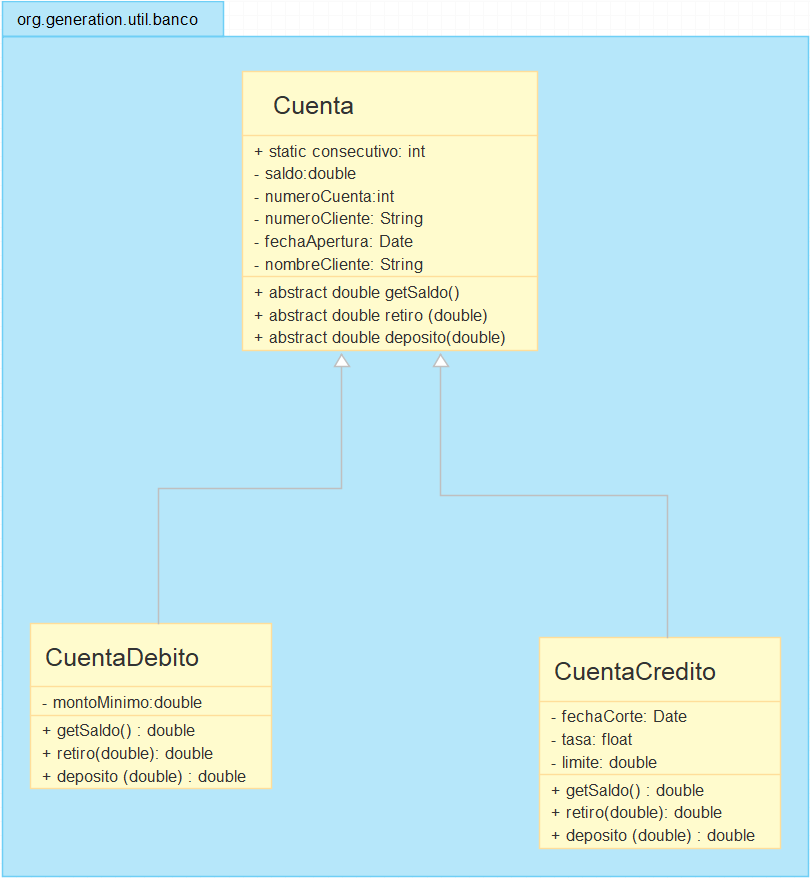 org.generation.util.banco
Cuenta
+ static consecutivo: int
- saldo:double
- numeroCuenta:int
- numeroCliente: String
- fechaApertura: Date
- nombreCliente: String
+ abstract double getSaldo()
+ abstract double retiro (double)
+ abstract double deposito(double)
CuentaDebito
- montoMinimo:double
+ getSaldo() : double
+ retiro(double): double
+ deposito (double) : double
CuentaCredito
- fechaCorte: Date
- tasa: float
- limite: double
+ getSaldo() : double
+ retiro(double): double
+ deposito (double) : double